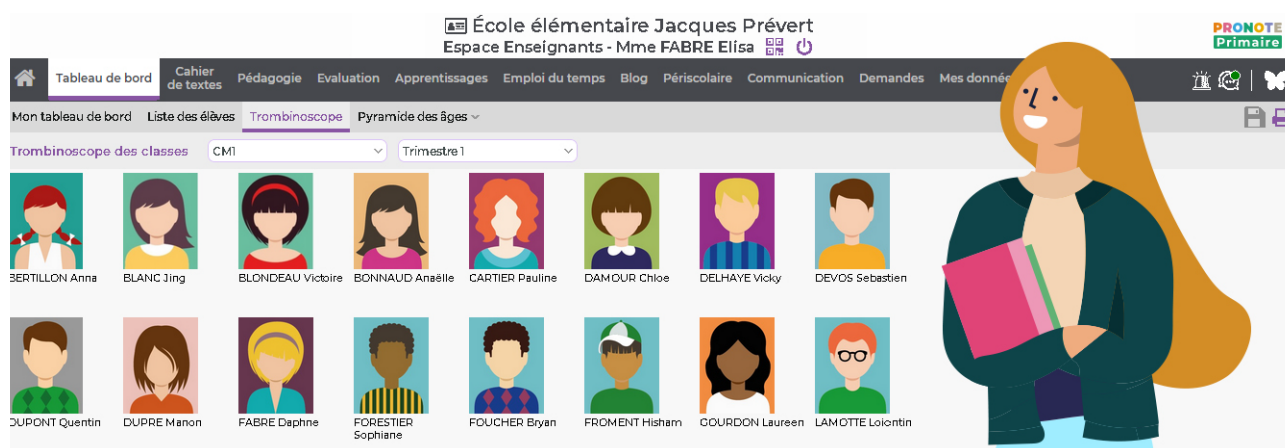 École élémentaire Jacques Prévert
Espace Enseignants - Mme FABRE Elisa
PRONOTE
Primaire
Tableau de bord
Cahier
de textes
Pédagogie
Evaluation
Apprentissages
Emploi du temps
Blog
Périscolaire
Communication
Demandes
Mes donné
Mon tableau de bord
Liste des élèves
Trombinoscope
Pyramide des âges
Trombinoscope des classes
CM1
Trimestre 1
BERTILLON Anna
BLANC Jing
BLONDEAU Victoire
BONNAUD Anaëlle
CARTIER Pauline
DAMOUR Chloe
DELHAYE Vicky
DEVOS Sebastien
DUPONT Quentin
DUPRE Manon
FABRE Daphne
FORESTIER
Sophiane
FOUCHER Bryan
FROMENT Hisham
GOURDON Laureen
LAMOTTE Loïontin